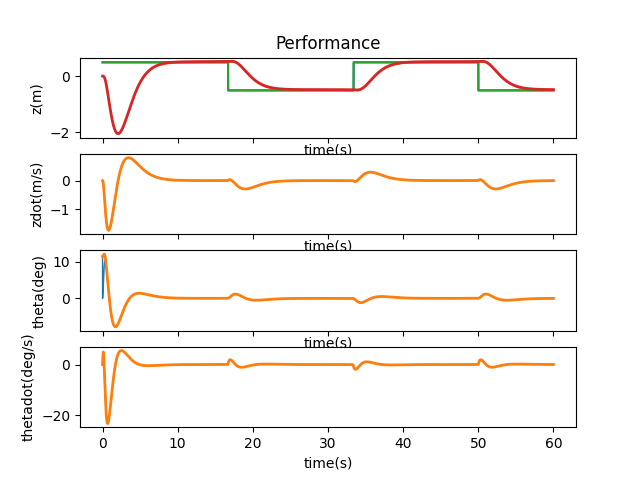 Performance
z(m)
0
−2
time(s)
zdot(m/s)
0
−1
time(s)
theta(deg)
10
0
time(s)
thetadot(deg/s)
0
−20
0 10 20 30 40 50 60
time(s)